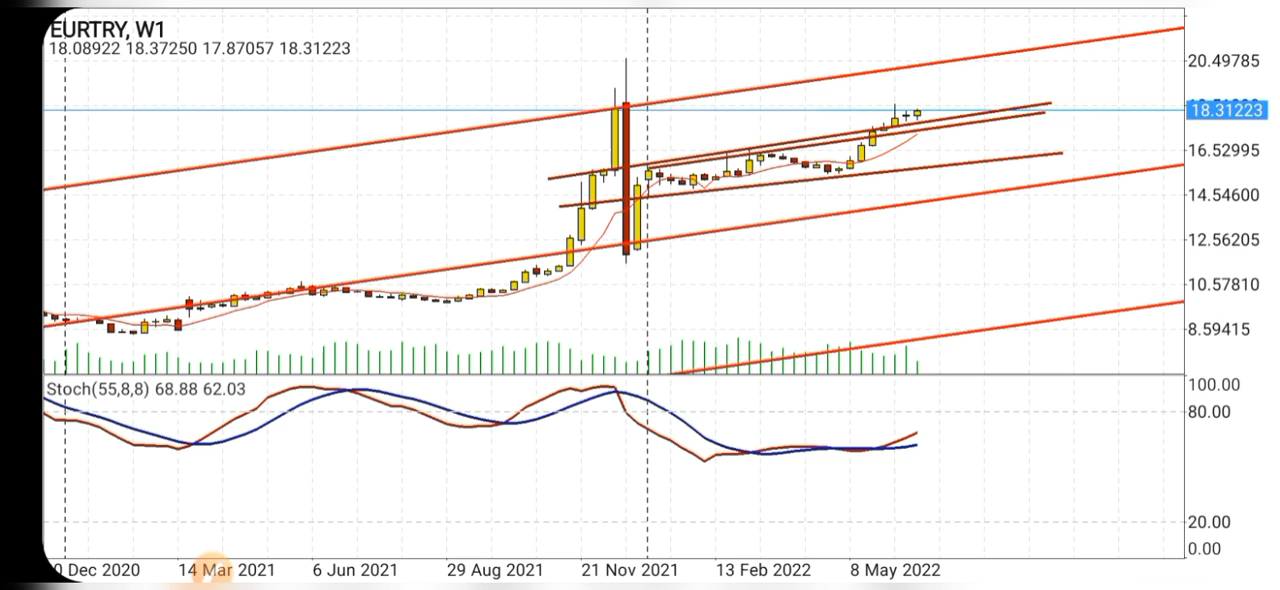 EURTRY, W1
18.08922 18.37250 17.87057 18.31223
20.49785
18.31223
16.52995
14.54600
12.56205
10.57810
8.59415
Stoch(55,8,8) 68.88 62.03
100.00
80.00
20.00
0.00
0 Dec 2020 14 Mar 2021 6 Jun 2021 29 Aug 2021 21 Nov 2021 13 Feb 2022 8 May 2022